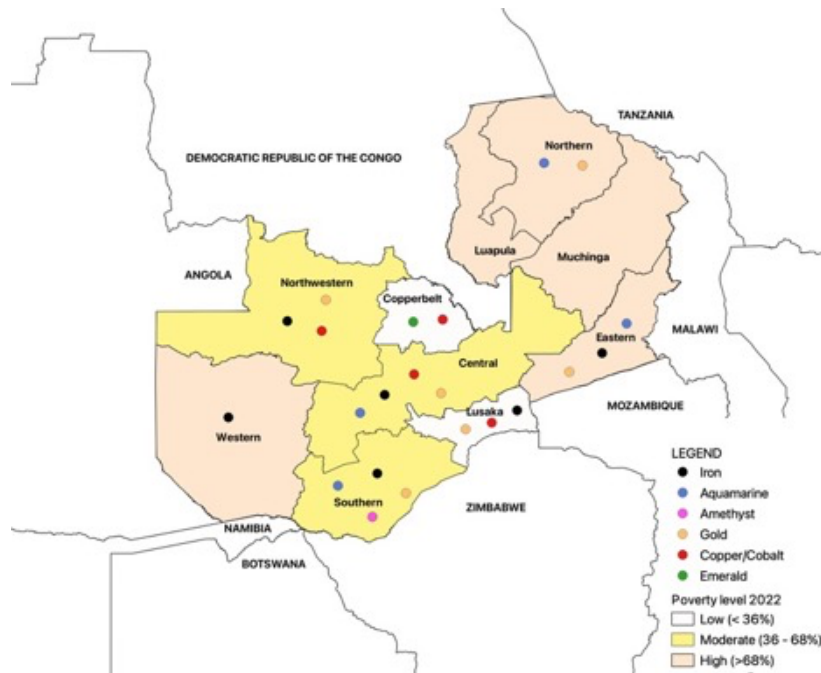 TANZANIA
DEMOCRATIC REPUBLIC OF THE CONGO
Northern
Luapula
Muchinga
ANGOLA
Northwestern
Copperbelt
Eastern
MALAWI
Central
Lusaka
MOZAMBIQUE
Western
Southern
ZIMBABWE
NAMIBIA
BOTSWANA
LEGEND
Iron
Aquamarine
Amethyst
Gold
Copper/Cobalt
Emerald
Poverty level 2022
Low (< 36%)
Moderate (36 - 68%)
High (>68%)